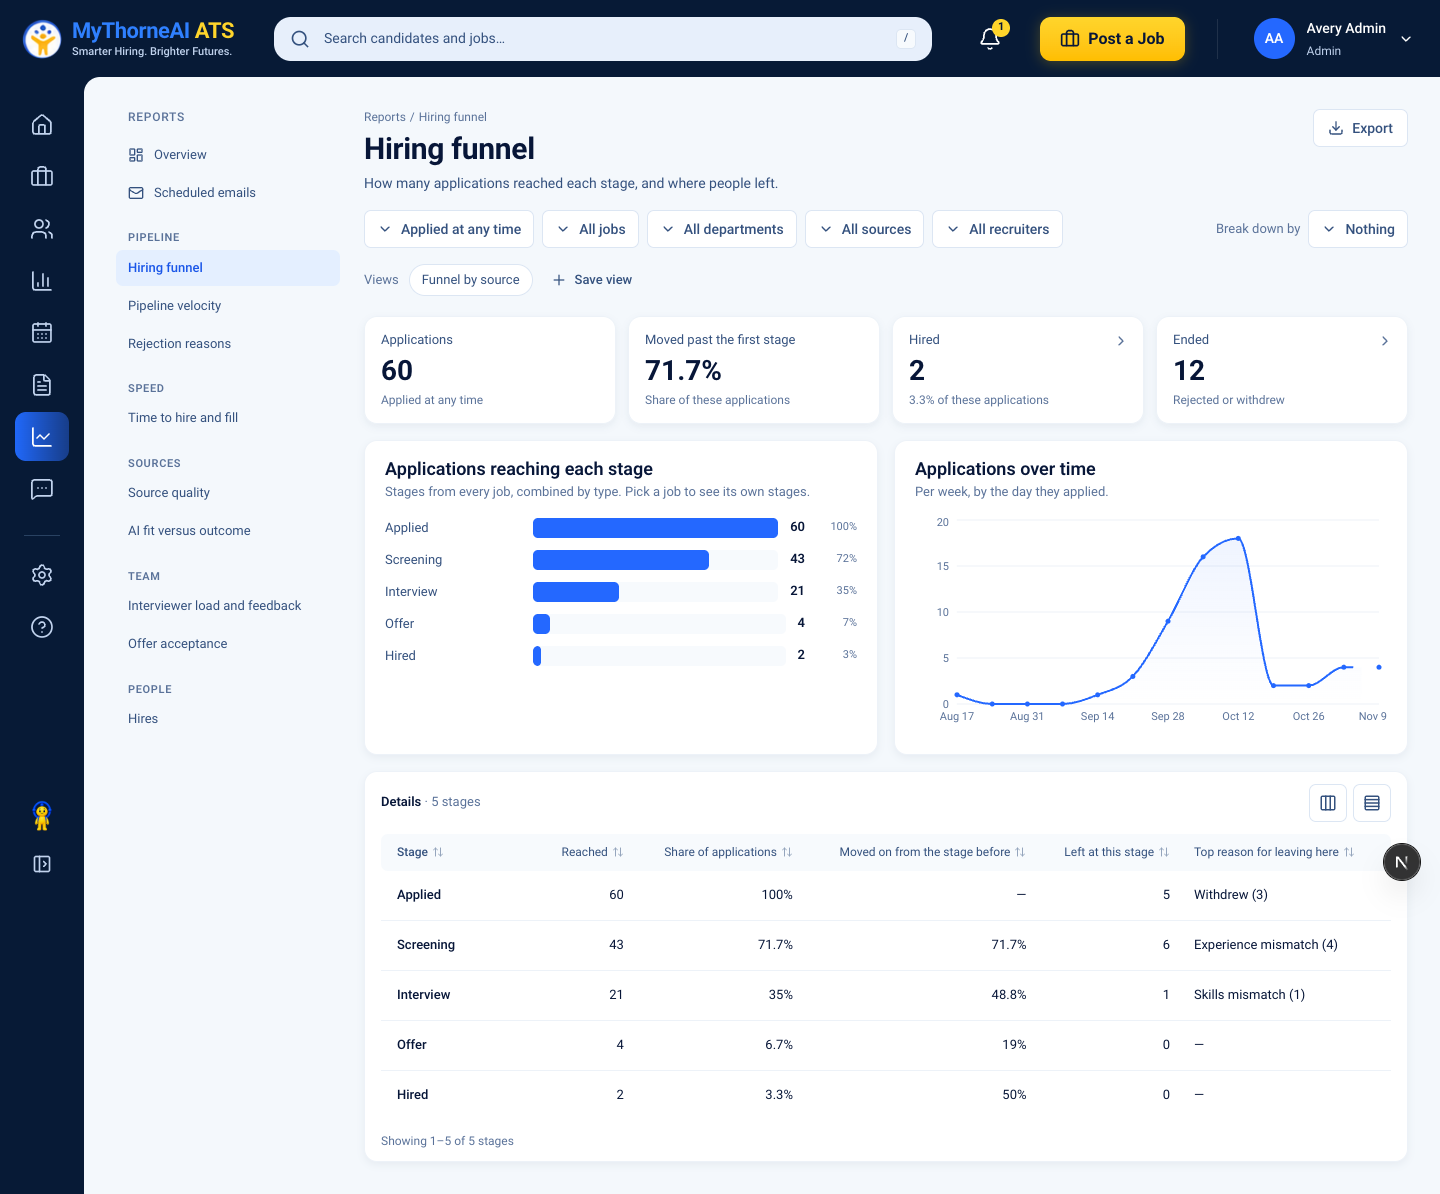 MyThorneAI ATS
Smarter Hiring. Brighter Futures.
Search candidates and jobs...
/
1
Post a Job
AA
Avery Admin
Admin
REPORTS
Overview
Scheduled emails
PIPELINE
Hiring funnel
Pipeline velocity
Rejection reasons
SPEED
Time to hire and fill
SOURCES
Source quality
AI fit versus outcome
TEAM
Interviewer load and feedback
Offer acceptance
PEOPLE
Hires
Reports / Hiring funnel
Hiring funnel
How many applications reached each stage, and where people left.
Export
Applied at any time
All jobs
All departments
All sources
All recruiters
Break down by
Nothing
Views
Funnel by source
Save view
Applications
60
Applied at any time
Moved past the first stage
71.7%
Share of these applications
Hired
2
3.3% of these applications
Ended
12
Rejected or withdrew
Applications reaching each stage
Stages from every job, combined by type. Pick a job to see its own stages.
Applied 60 100%
Screening 43 72%
Interview 21 35%
Offer 4 7%
Hired 2 3%
Applications over time
Per week, by the day they applied.
20
15
10
5
0
Aug 17 Aug 31 Sep 14 Sep 28 Oct 12 Oct 26 Nov 9
Details · 5 stages
Stage Reached Share of applications Moved on from the stage before Left at this stage Top reason for leaving here
Applied 60 100% — 5 Withdrew (3)
Screening 43 71.7% 71.7% 6 Experience mismatch (4)
Interview 21 35% 48.8% 1 Skills mismatch (1)
Offer 4 6.7% 19% 0 —
Hired 2 3.3% 50% 0 —
Showing 1–5 of 5 stages
N